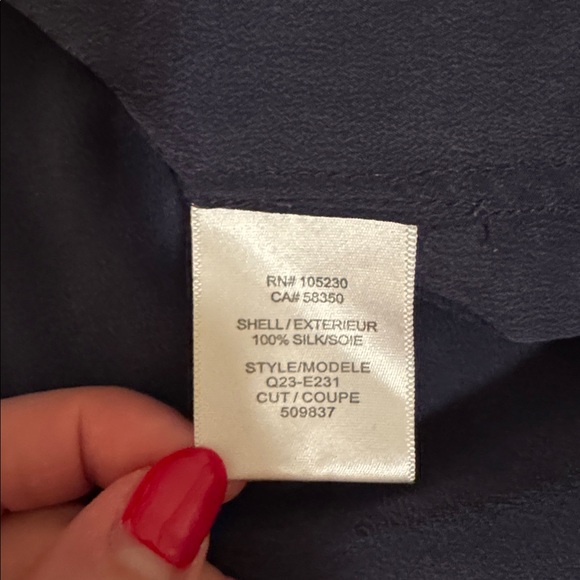 RN# 105230
CA# 58350
SHELL/EXTERIEUR
100% SILK/SOIE
STYLE/MODELE
Q23-E231
CUT / COUPE
509837